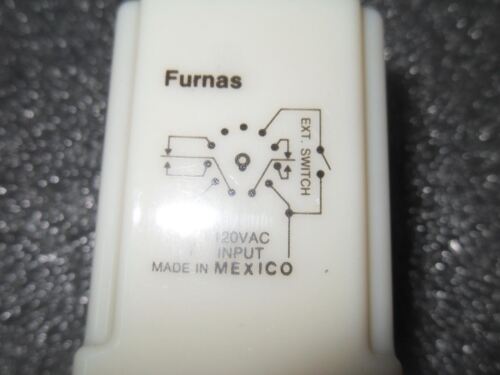 Furnas
EXT. SWITCH
120VAC
INPUT
MADE IN MEXICO